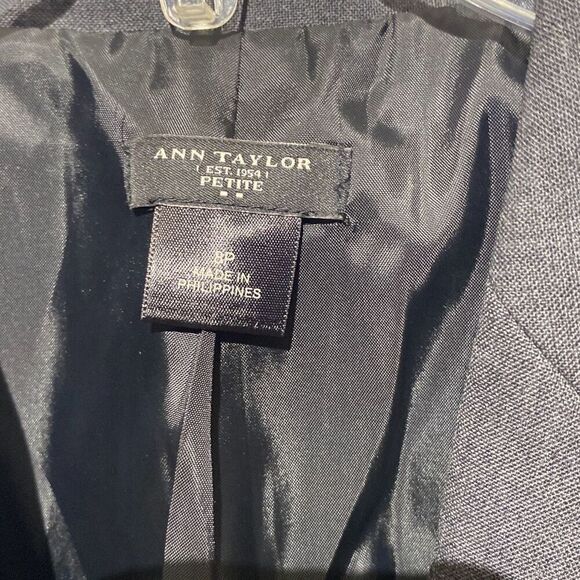 ANN TAYLOR
EST. 1954
PETITE
8P
MADE IN
PHILIPPINES